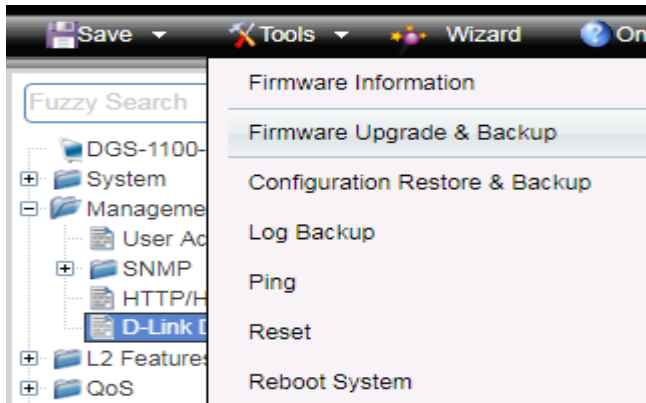 Save Tools Wizard On
Fuzzy Search
DGS-1100-
System
Manageme
User Ac
SNMP
HTTP/H
D-Link D
L2 Features
QoS
Firmware Information
Firmware Upgrade & Backup
Configuration Restore & Backup
Log Backup
Ping
Reset
Reboot System